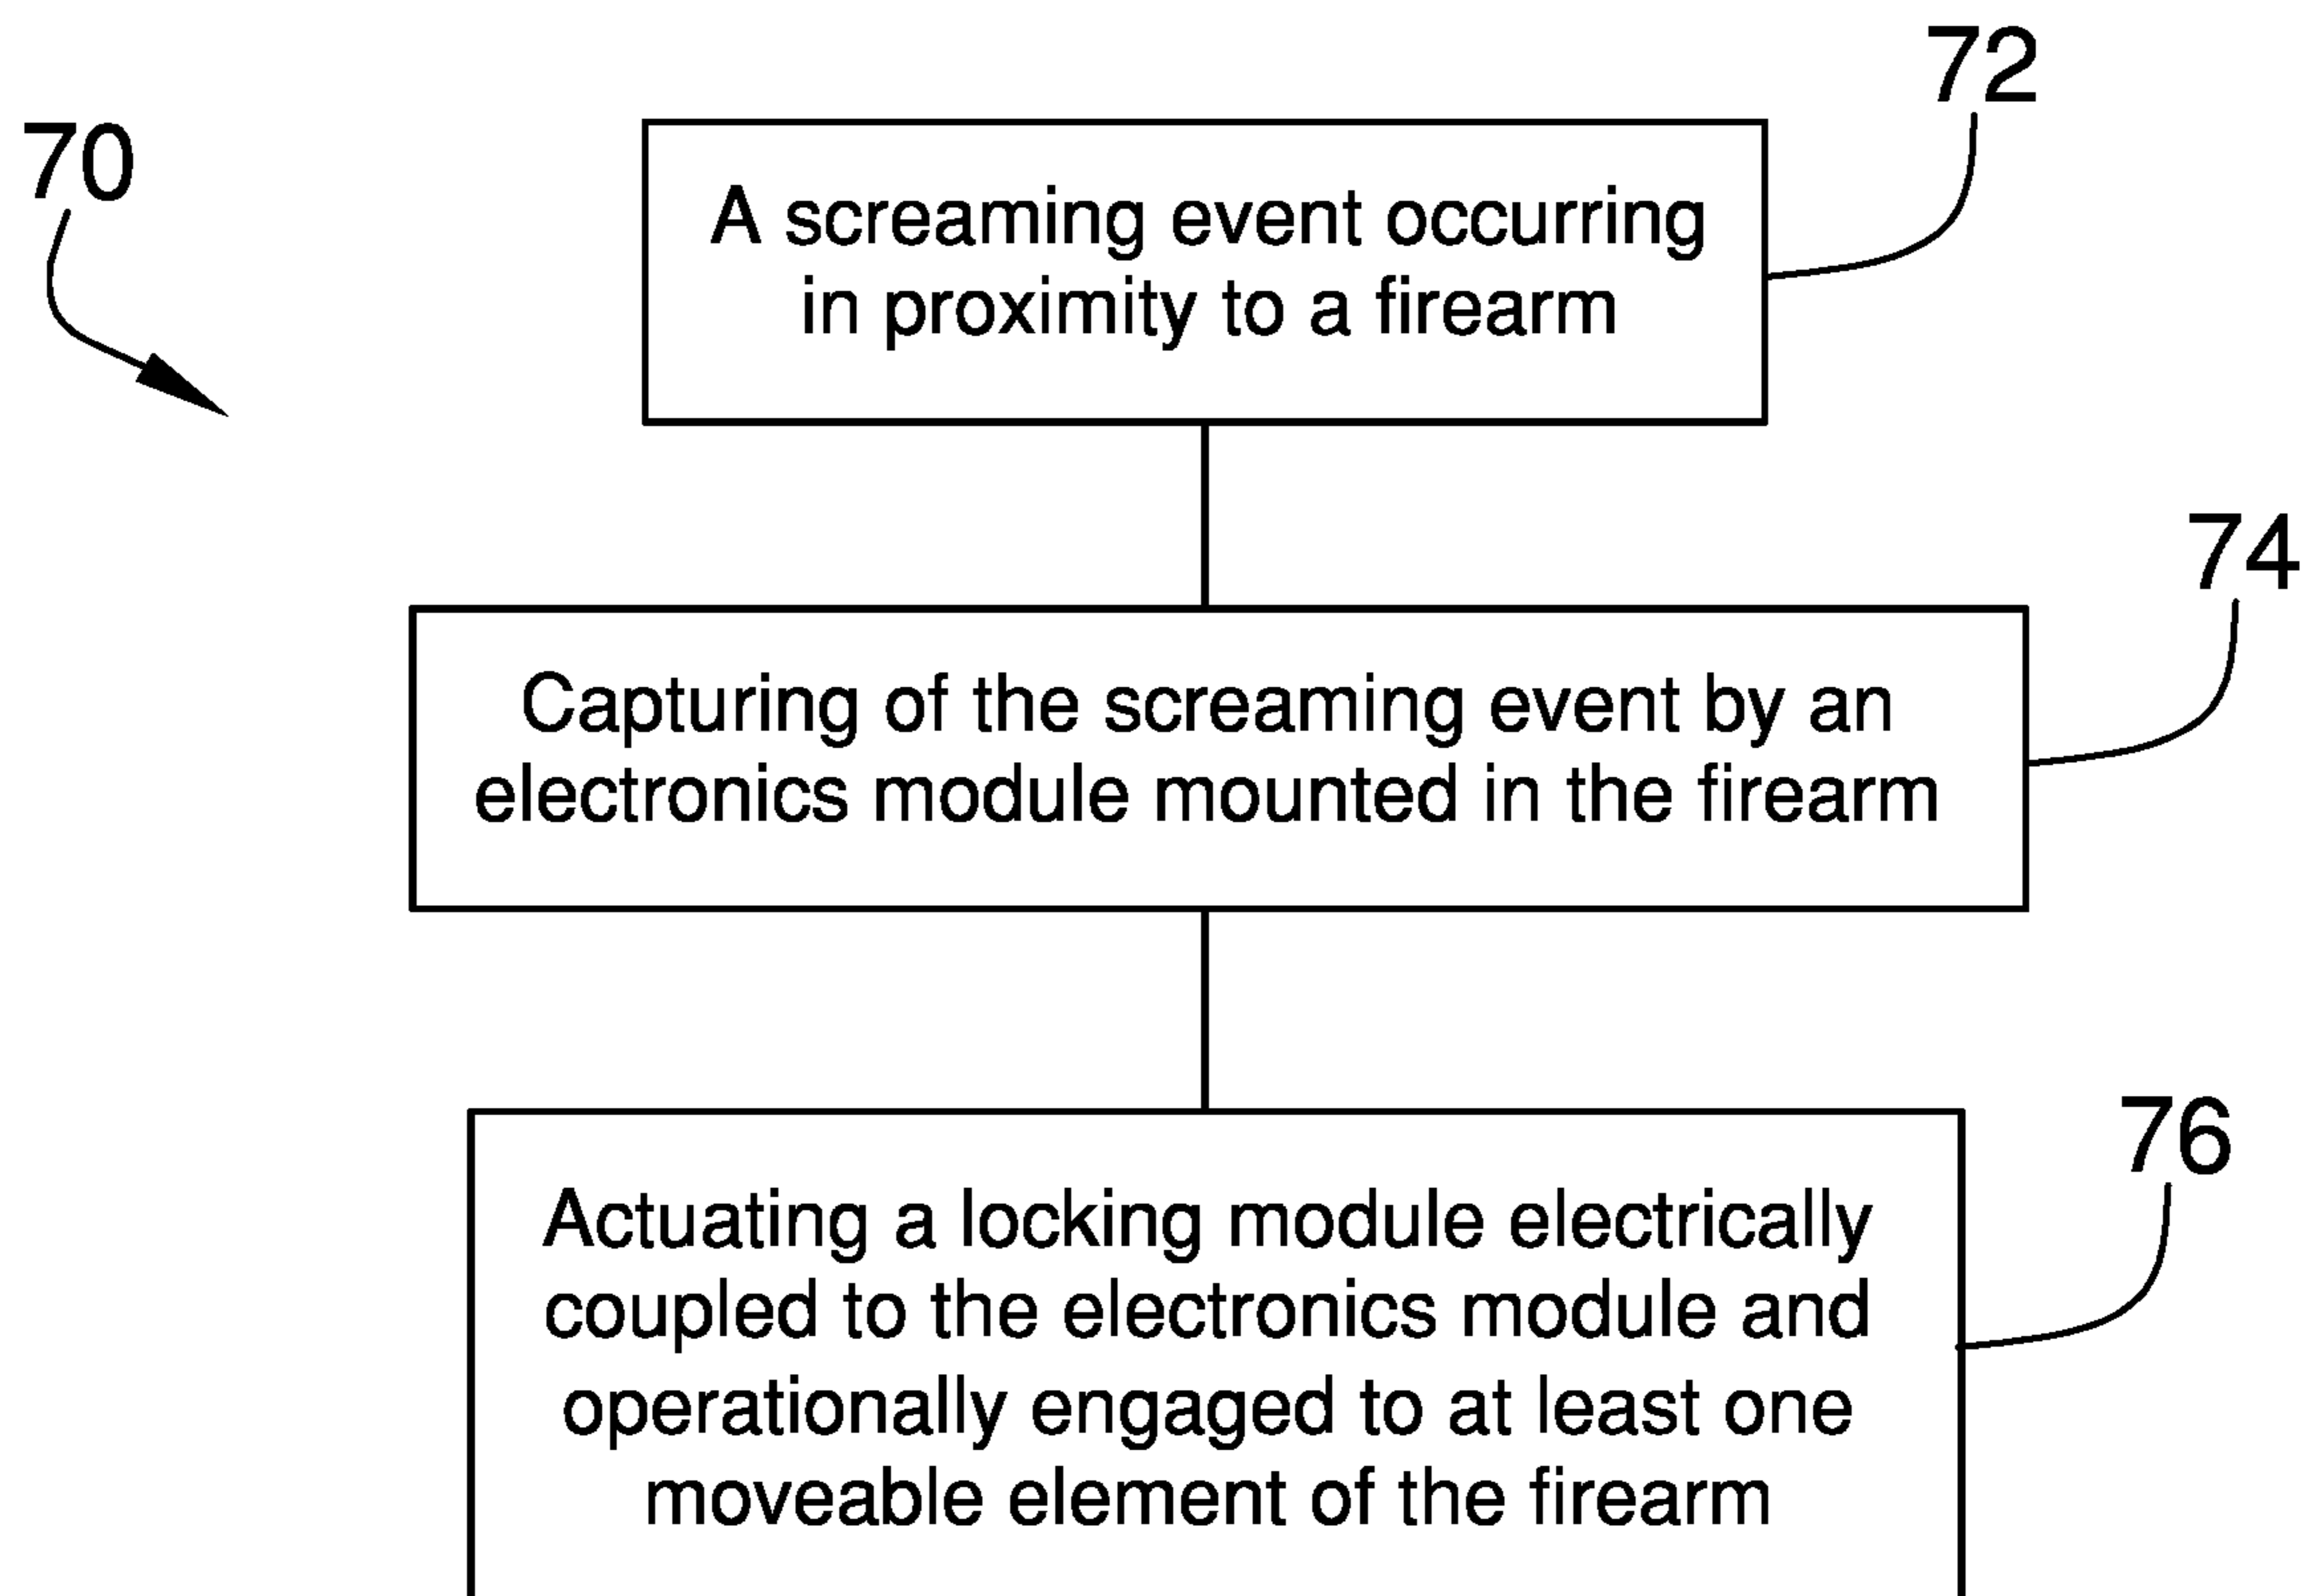 72
70
A screaming event occurring
in proximity to a firearm
74
Capturing of the screaming event by an
electronics module mounted in the firearm
76
Actuating a locking module electrically
coupled to the electronics module and
operationally engaged to at least one
moveable element of the firearm